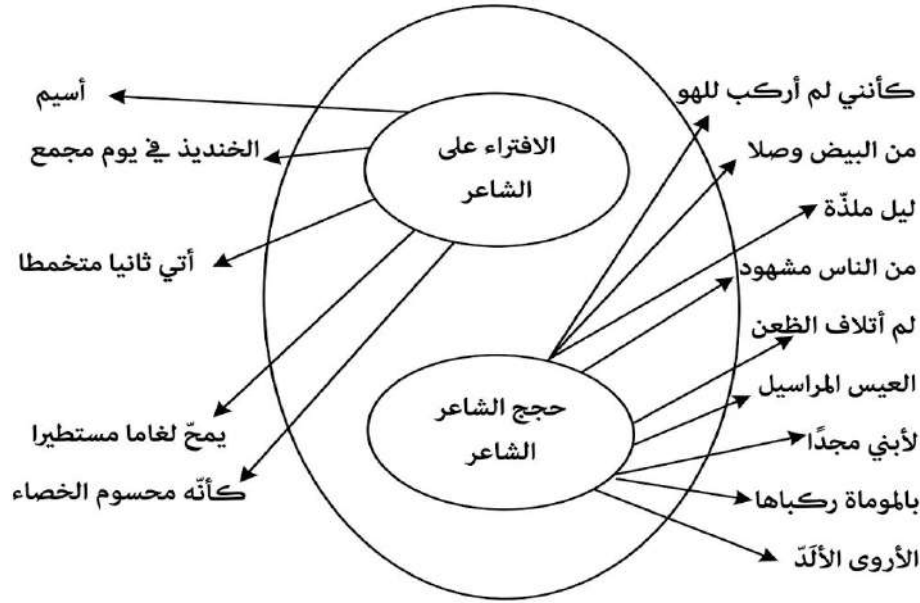 كأنني لم أركب للهو
من البيض وصلا
ليل ملذّة
من الناس مشهود
لم أتلاف الظعن
العيس المراسيل
لأبني مجدًا
بالموماة ركباها
الأروى الألَدّ
الافتراء على
الشاعر
حجج الشاعر
الشاعر
أسيم
الخنديذ في يوم مجمع
أتي ثانيا متخمطا
يمحّ لغاما مستطيرا
كأنّه محسوم الخصاء